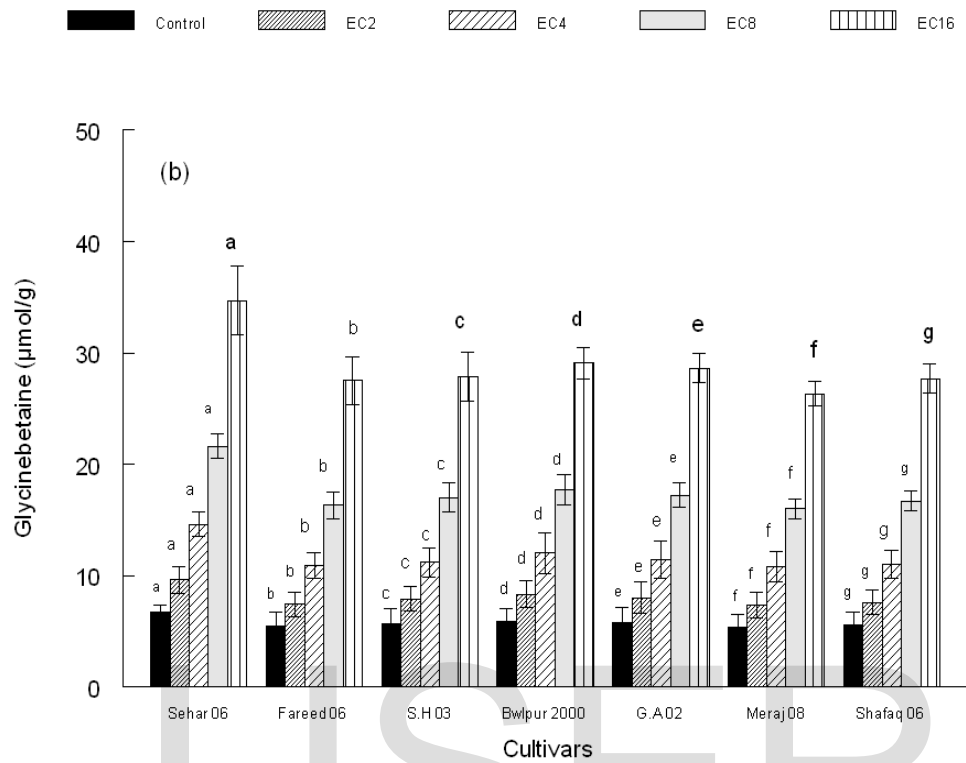 Control EC2 EC4 EC8 EC16
50
(b)
40
30
20
10
0
Glycinebetaine (µmol/g)
a a a a a
b b b b b
c c c c c
d d d d d
e e e e e
f f f f f
g g g g g
Sehar 06 Fareed 06 S.H 03 Bwlpur 2000 G.A 02 Meraj 08 Shafaq 06
Cultivars